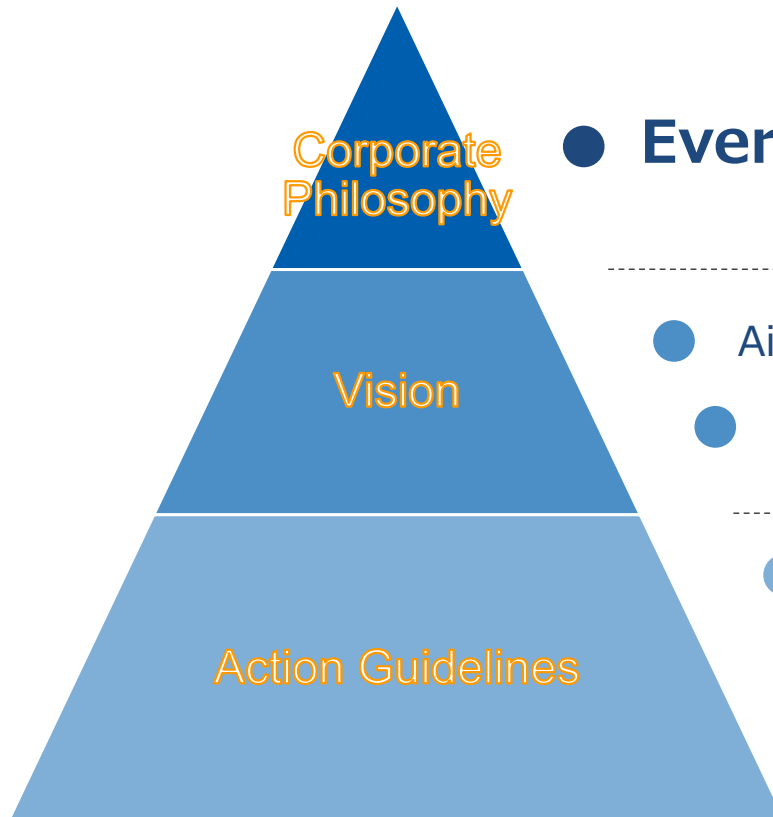 Corporate
Philosophy
Vision
Action Guidelines
Ever
Ai